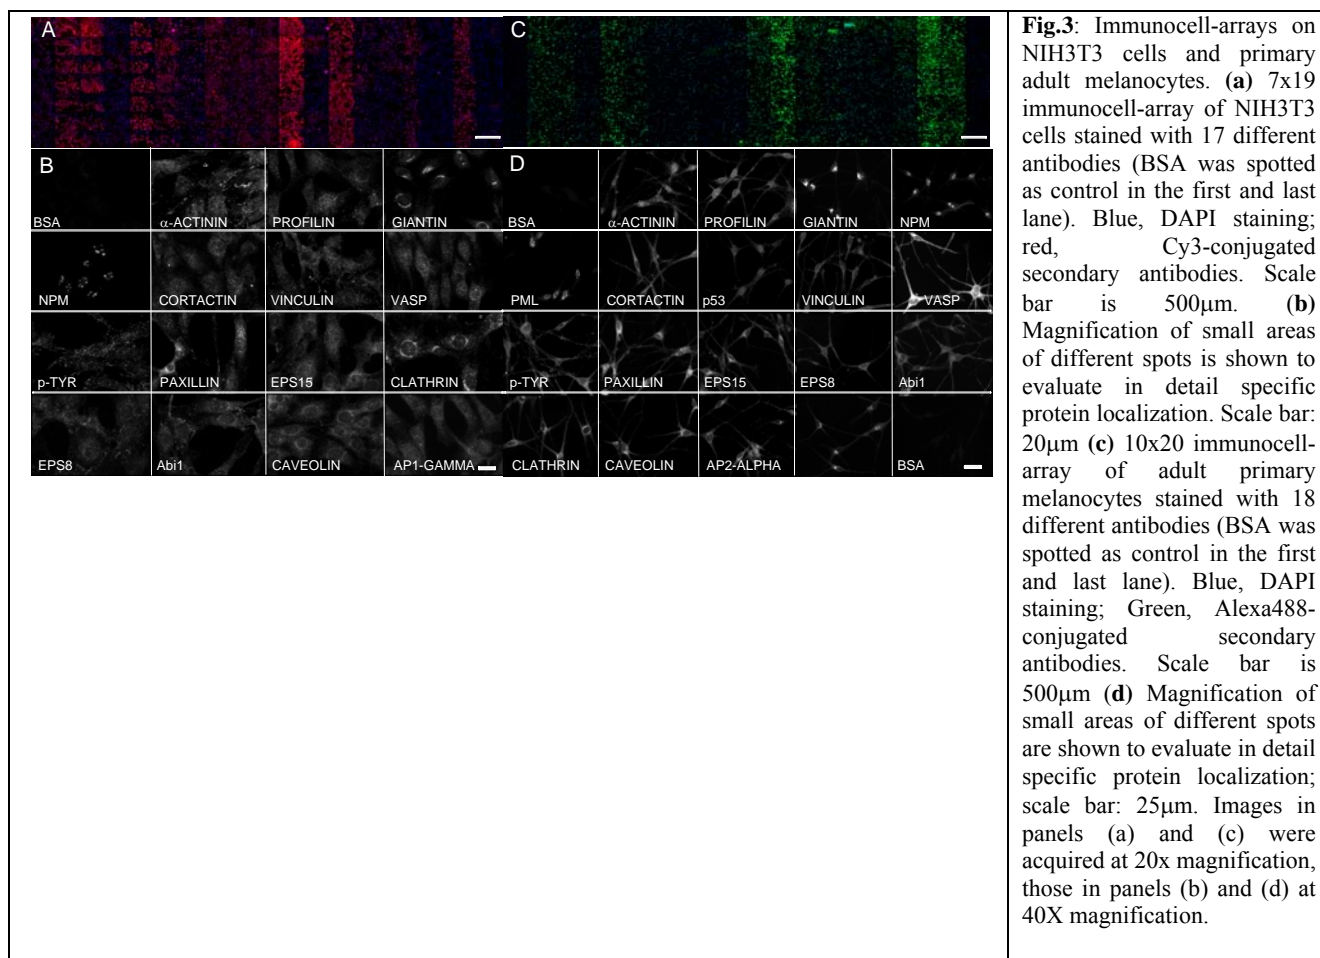 A
C
B
BSA
α-ACTININ
PROFILIN
GIANTIN
NPM
CORTACTIN
VINCULIN
VASP
p-TYR
PAXILLIN
EPS15
CLATHRIN
EPS8
Abi1
CAVEOLIN
AP1-GAMMA
D
BSA
α-ACTININ
PROFILIN
GIANTIN
NPM
PML
CORTACTIN
p53
VINCULIN
VASP
p-TYR
PAXILLIN
EPS15
EPS8
Abi1
CLATHRIN
CAVEOLIN
AP2-ALPHA
BSA
Fig.3: Immunocell-arrays on
NIH3T3 cells and primary
adult melanocytes. (a) 7x19
immunocell-array of NIH3T3
cells stained with 17 different
antibodies (BSA was spotted
as control in the first and last
lane). Blue, DAPI staining;
red, Cy3-conjugated
secondary antibodies. Scale
bar is 500μm. (b)
Magnification of small areas
of different spots is shown to
evaluate in detail specific
protein localization. Scale bar:
20μm (c) 10x20 immunocell-
array of adult primary
melanocytes stained with 18
different antibodies (BSA was
spotted as control in the first
and last lane). Blue, DAPI
staining; Green, Alexa488-
conjugated secondary
antibodies. Scale bar is
500μm (d) Magnification of
small areas of different spots
are shown to evaluate in detail
specific protein localization;
scale bar: 25μm. Images in
panels (a) and (c) were
acquired at 20x magnification,
those in panels (b) and (d) at
40X magnification.